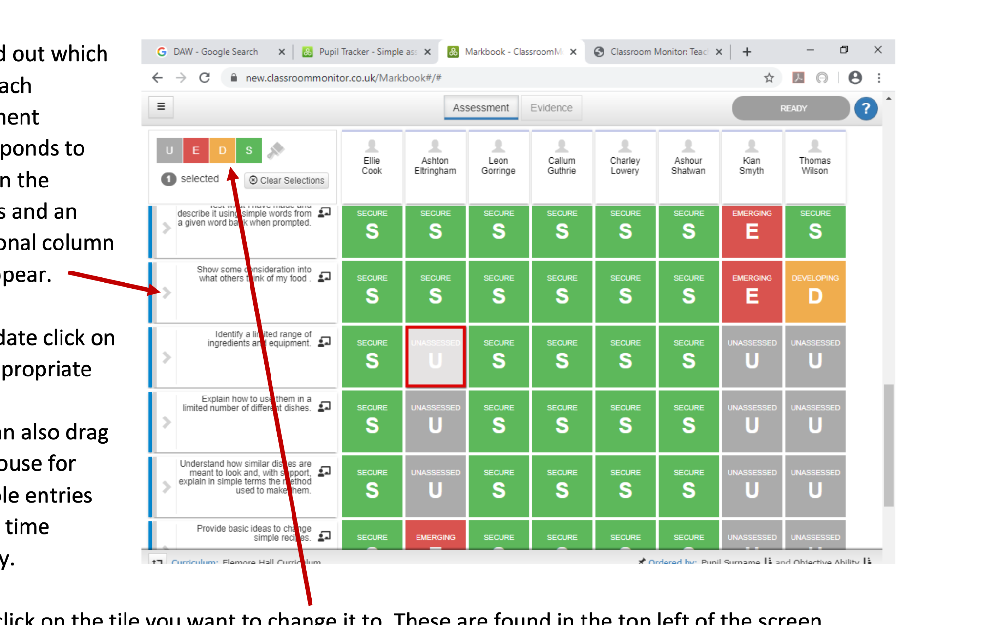 d out which
ach
nent
ponds to
n the
s and an
onal column
ppear.
date click on
propriate
an also drag
ouse for
ple entries
time
y.
DAW - Google Search
Pupil Tracker - Simple ass
Markbook - ClassroomM
Classroom Monitor: Teac
new.classroommonitor.co.uk/Markbook#/#
Assessment
Evidence
READY
?
U E D S
1 selected
Clear Selections
Ellie Cook
Ashton Eltringham
Leon Gorringe
Callum Guthrie
Charley Lowery
Ashour Shatwan
Kian Smyth
Thomas Wilson
Test what I have made and
describe it using simple words from
a given word bank when prompted.
SECURE SECURE SECURE SECURE SECURE SECURE EMERGING SECURE
S S S S S S E S
Show some consideration into
what others think of my food .
SECURE SECURE SECURE SECURE SECURE SECURE EMERGING DEVELOPING
S S S S S S E D
Identify a limited range of
ingredients and equipment.
SECURE UNASSESSED SECURE SECURE SECURE SECURE UNASSESSED UNASSESSED
S U S S S S U U
Explain how to use them in a
limited number of different dishes.
SECURE UNASSESSED SECURE SECURE SECURE SECURE UNASSESSED UNASSESSED
S U S S S S U U
Understand how similar dishes are
meant to look and, with support,
explain in simple terms the method
used to make them.
SECURE UNASSESSED SECURE SECURE SECURE SECURE UNASSESSED UNASSESSED
S U S S S S U U
Provide basic ideas to change
simple recipes.
SECURE EMERGING SECURE SECURE SECURE SECURE UNASSESSED UNASSESSED
Curriculum: Elemore Hall Curriculum
Ordered by: Pupil Surname and Objective Ability
click on the tile you want to change it to. These are found in the top left of the screen